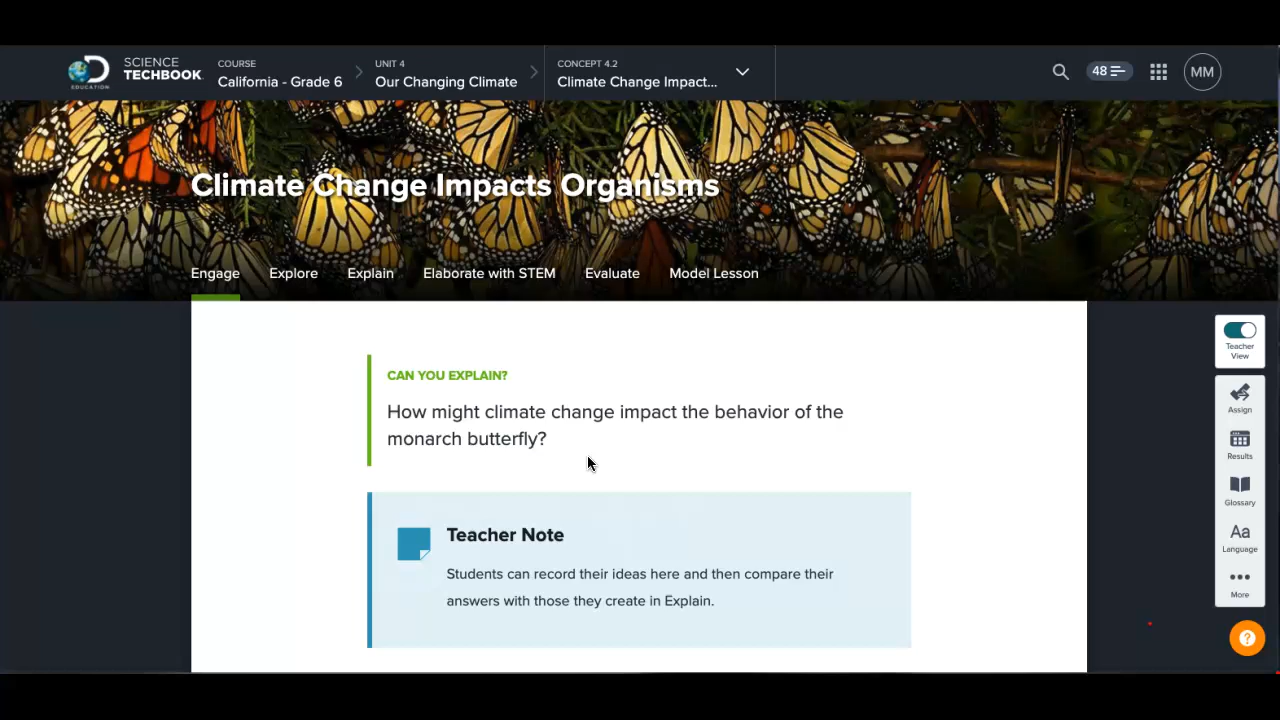 SCIENCE
TECHBOOK
EDUCATION
COURSE
California - Grade 6
UNIT 4
Our Changing Climate
CONCEPT 4.2
Climate Change Impact...
48
MM
Climate Change Impacts Organisms
Engage
Explore
Explain
Elaborate with STEM
Evaluate
Model Lesson
CAN YOU EXPLAIN?
How might climate change impact the behavior of the
monarch butterfly?
Teacher Note
Students can record their ideas here and then compare their
answers with those they create in Explain.
Teacher
View
Assign
Results
Glossary
Aa
Language
More
?